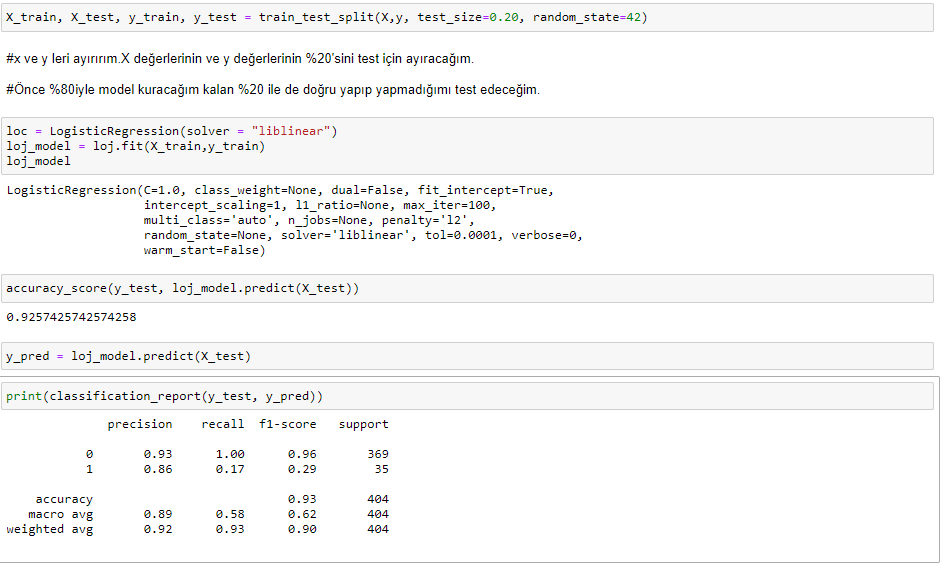 X_train, X_test, y_train, y_test = train_test_split(X,y, test_size=0.20, random_state=42)
#x ve y leri ayırırım.X değerlerinin ve y değerlerinin %20'sini test için ayıracağım.
#Önce %80iyle model kuracağım kalan %20 ile de doğru yapıp yapmadığımı test edeceğim.
loc = LogisticRegression(solver = "liblinear")
loj_model = loj.fit(X_train,y_train)
loj_model
LogisticRegression(C=1.0, class_weight=None, dual=False, fit_intercept=True,
intercept_scaling=1, l1_ratio=None, max_iter=100,
multi_class='auto', n_jobs=None, penalty='l2',
random_state=None, solver='liblinear', tol=0.0001, verbose=0,
warm_start=False)
accuracy_score(y_test, loj_model.predict(X_test))
0.9257425742574258
y_pred = loj_model.predict(X_test)
print(classification_report(y_test, y_pred))
precision recall f1-score support
0 0.93 1.00 0.96 369
1 0.86 0.17 0.29 35
accuracy 0.93 404
macro avg 0.89 0.58 0.62 404
weighted avg 0.92 0.93 0.90 404